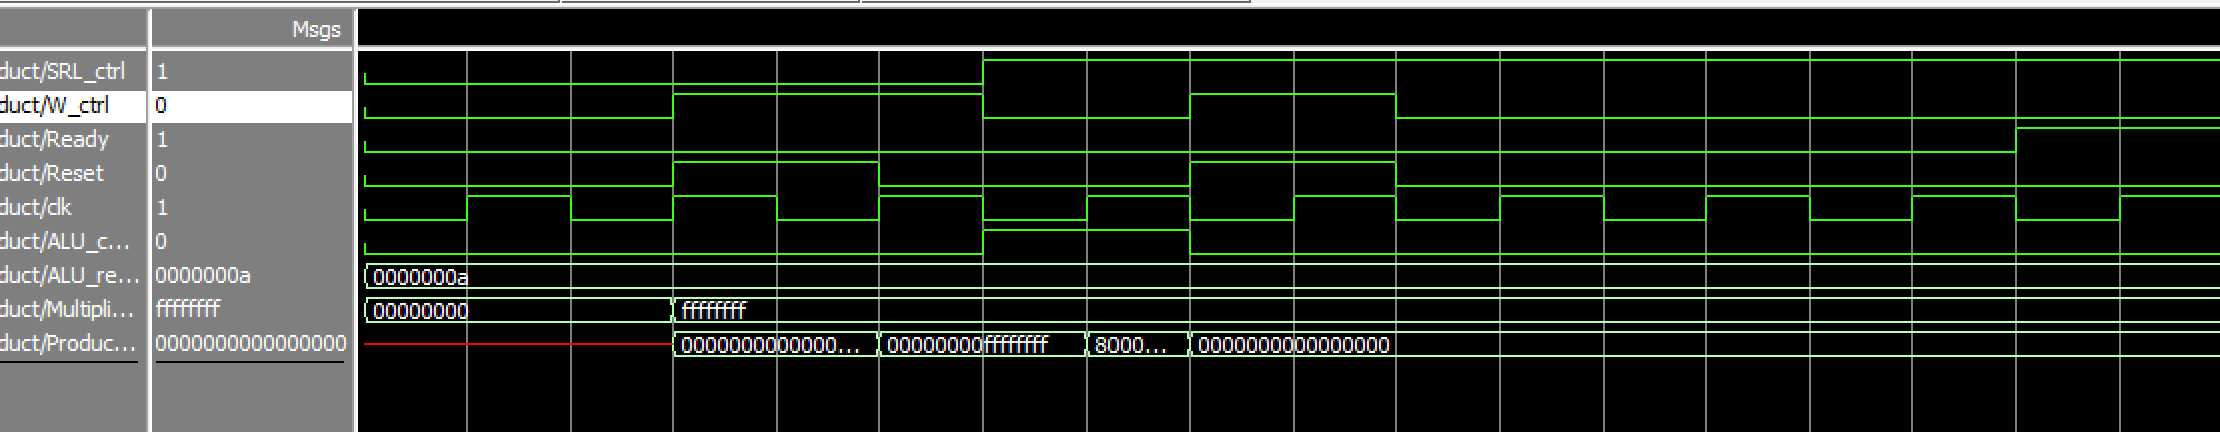 Msgs
duct/SRL_ctrl 1
duct/W_ctrl 0
duct/Ready 1
duct/Reset 0
duct/clk 1
duct/ALU_c... 0
duct/ALU_re... 0000000a 0000000a
duct/Multipli... ffffffff 00000000 ffffffff
duct/Produc... 0000000000000000 0000000000000... 00000000ffffffff 8000... 0000000000000000